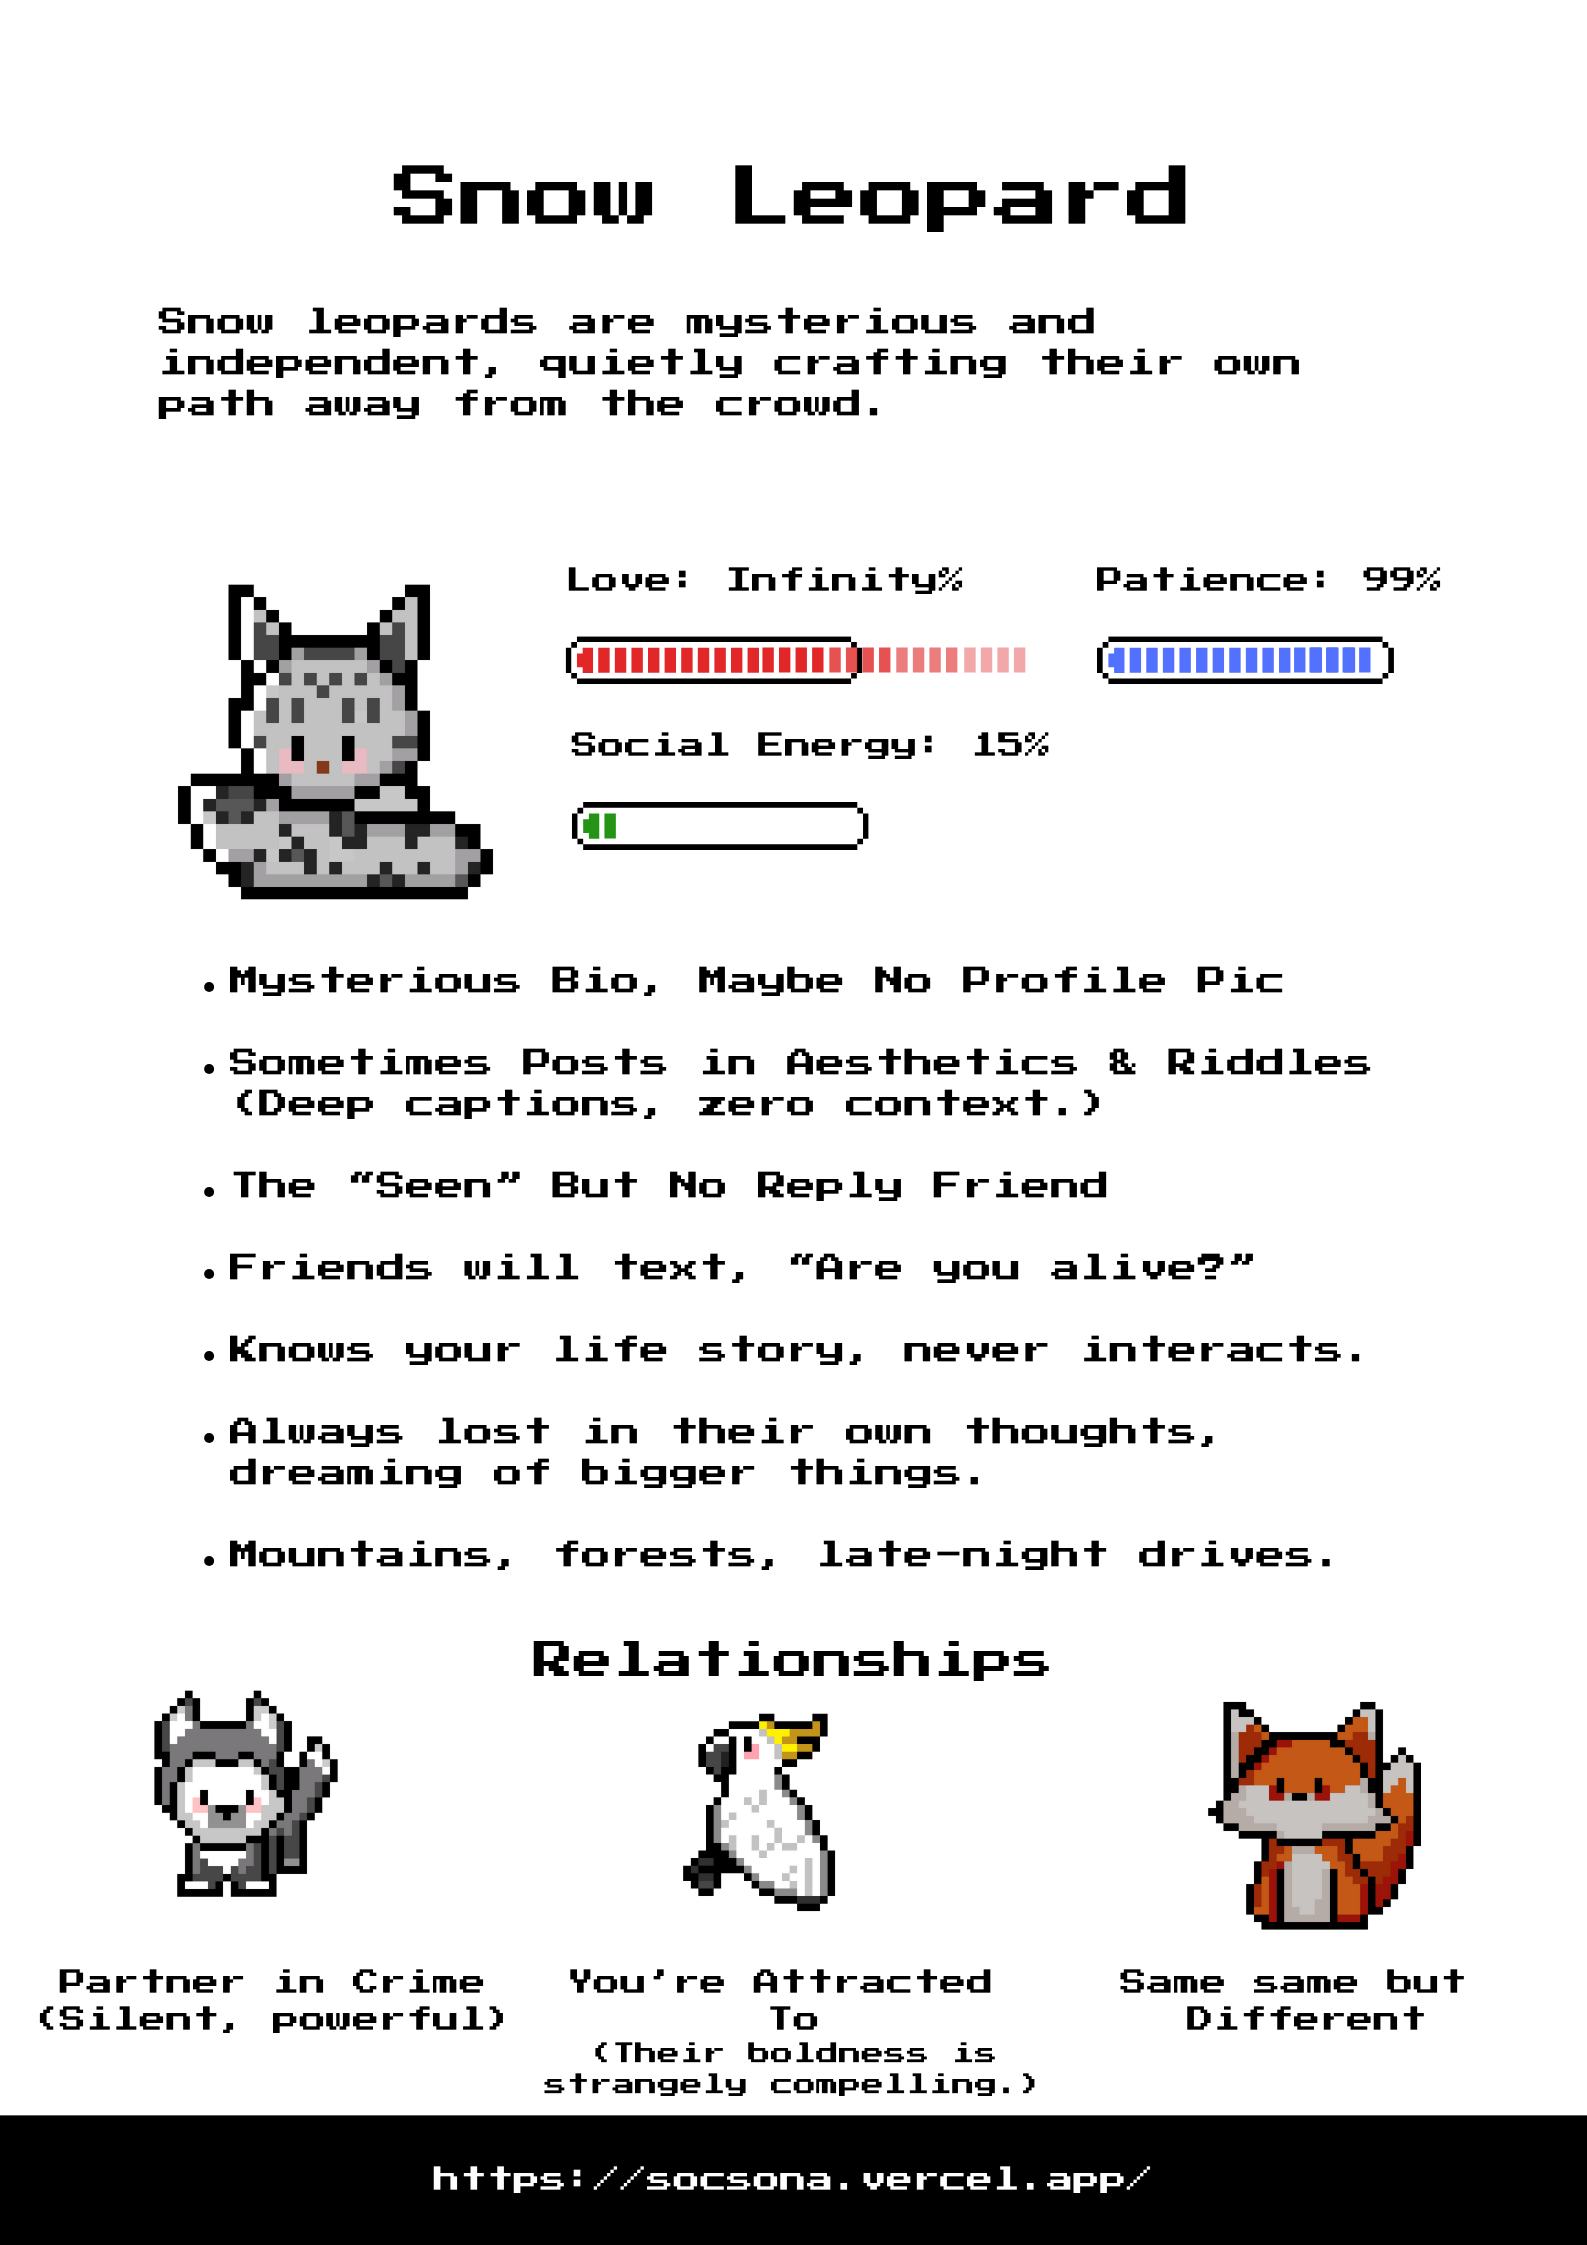 Snow Leopard
Snow leopards are mysterious and
independent, quietly crafting their own
path away from the crowd.
Love: Infinity%
Patience: 99%
Social Energy: 15%
•Mysterious Bio, Maybe No Profile Pic
•Sometimes Posts in Aesthetics & Riddles
(Deep captions, zero context.)
•The “Seen” But No Reply Friend
•Friends will text, “Are you alive?”
•Knows your life story, never interacts.
•Always lost in their own thoughts,
dreaming of bigger things.
•Mountains, forests, late-night drives.
Relationships
Partner in Crime
(Silent, powerful)
You’re Attracted
To
(Their boldness is
strangely compelling.)
Same same but
Different
https://socsona.vercel.app/